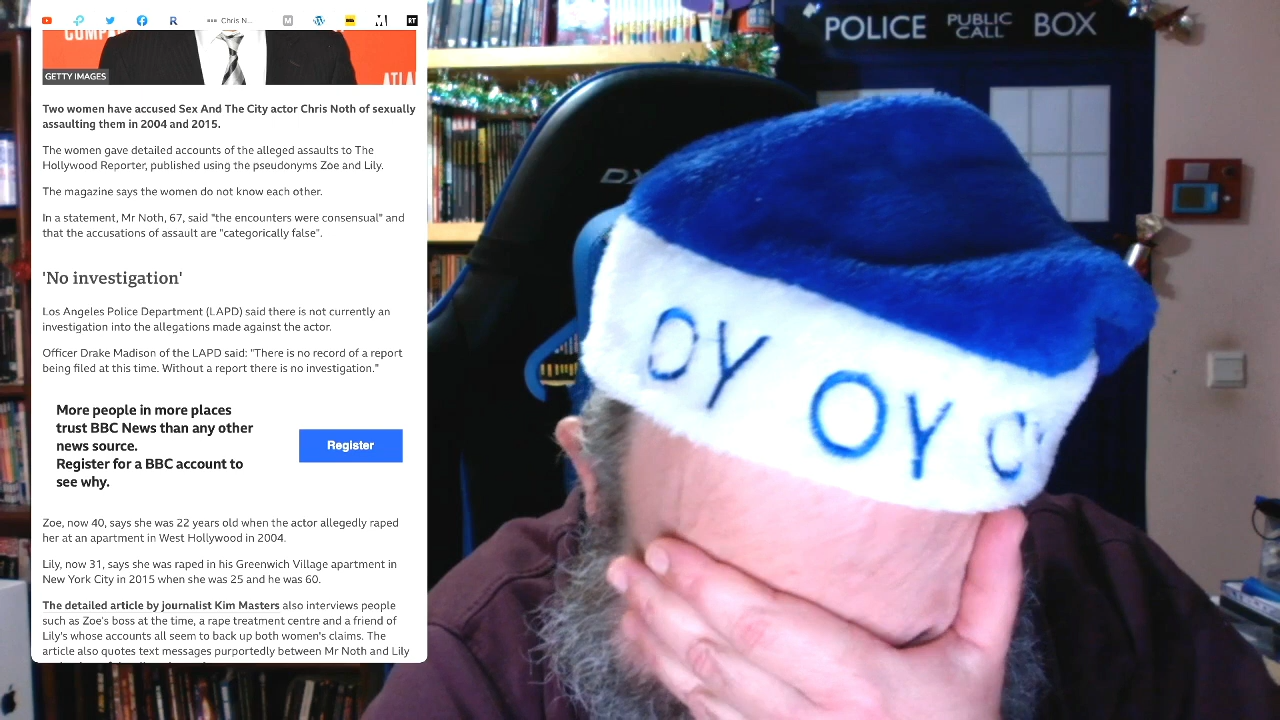 Chris N...
COMPA
ATLA
GETTY IMAGES
Two women have accused Sex And The City actor Chris Noth of sexually
assaulting them in 2004 and 2015.
The women gave detailed accounts of the alleged assaults to The
Hollywood Reporter, published using the pseudonyms Zoe and Lily.
The magazine says the women do not know each other.
In a statement, Mr Noth, 67, said "the encounters were consensual" and
that the accusations of assault are "categorically false".
'No investigation'
Los Angeles Police Department (LAPD) said there is not currently an
investigation into the allegations made against the actor.
Officer Drake Madison of the LAPD said: "There is no record of a report
being filed at this time. Without a report there is no investigation."
More people in more places
trust BBC News than any other
news source.
Register for a BBC account to
see why.
Register
Zoe, now 40, says she was 22 years old when the actor allegedly raped
her at an apartment in West Hollywood in 2004.
Lily, now 31, says she was raped in his Greenwich Village apartment in
New York City in 2015 when she was 25 and he was 60.
The detailed article by journalist Kim Masters also interviews people
such as Zoe's boss at the time, a rape treatment centre and a friend of
Lily's whose accounts all seem to back up both women's claims. The
article also quotes text messages purportedly between Mr Noth and Lily
POLICE PUBLIC CALL BOX
DX
OY OY O